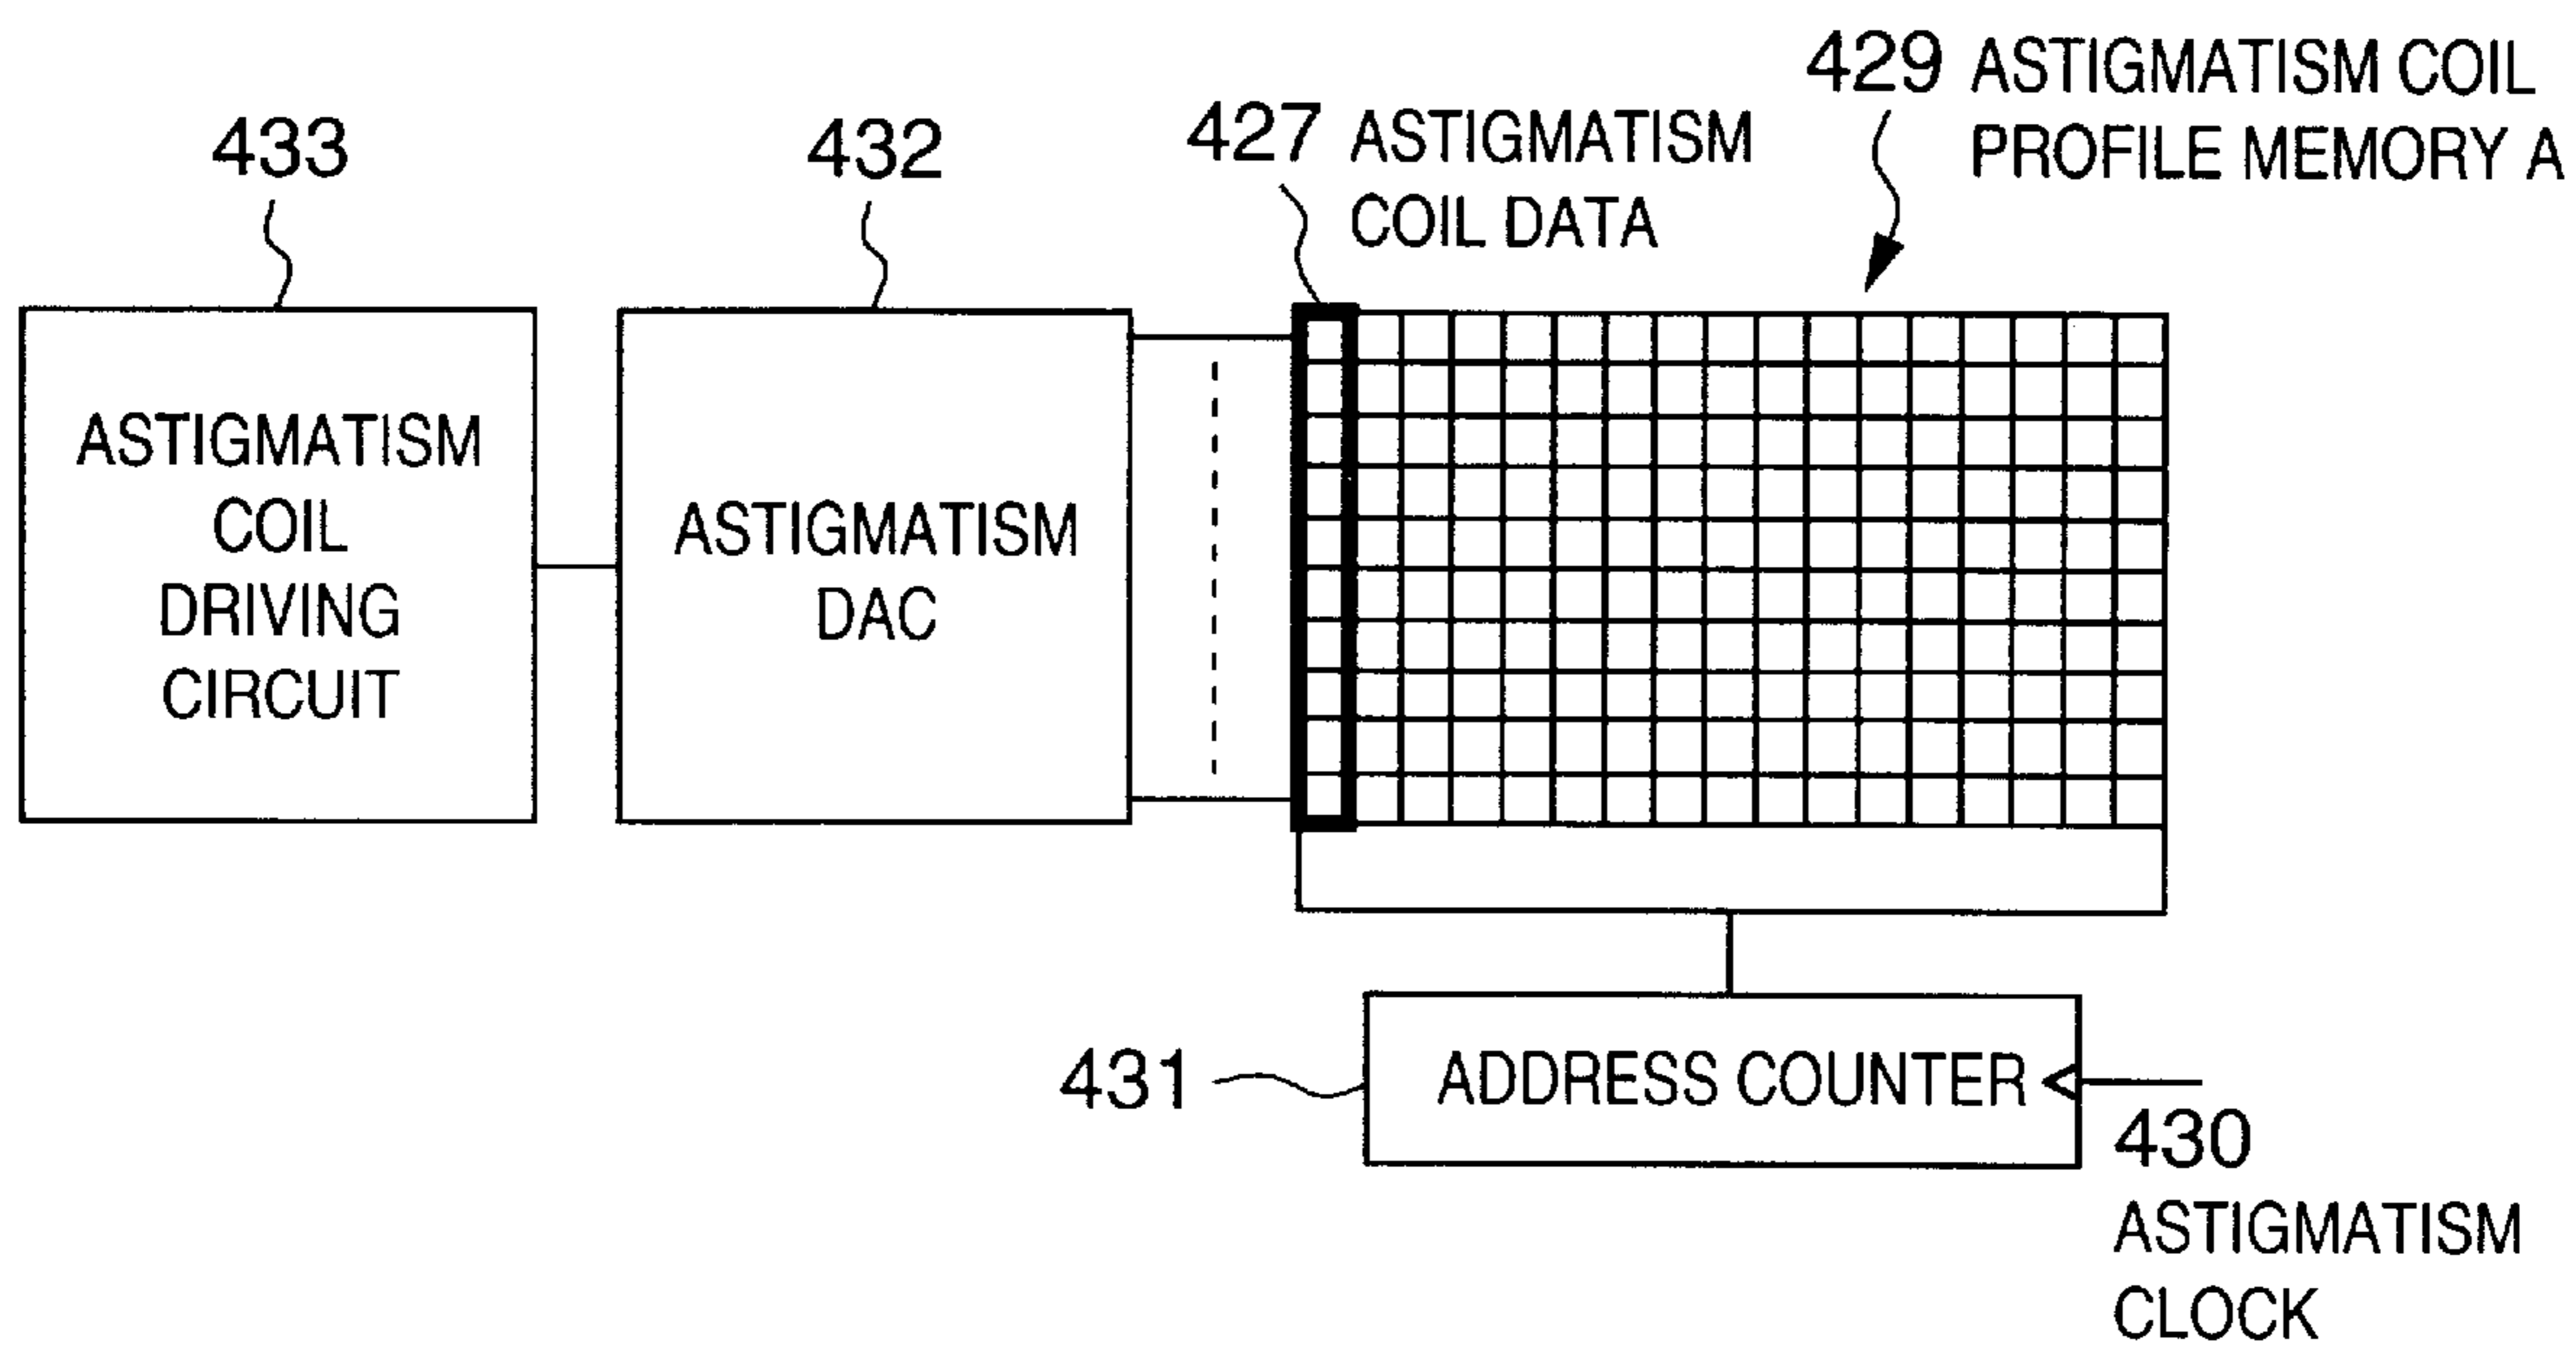 429 ASTIGMATISM COIL
PROFILE MEMORY A
427 ASTIGMATISM
COIL DATA
433
432
ASTIGMATISM
COIL
DRIVING
CIRCUIT
ASTIGMATISM
DAC
431
ADDRESS COUNTER
430
ASTIGMATISM
CLOCK